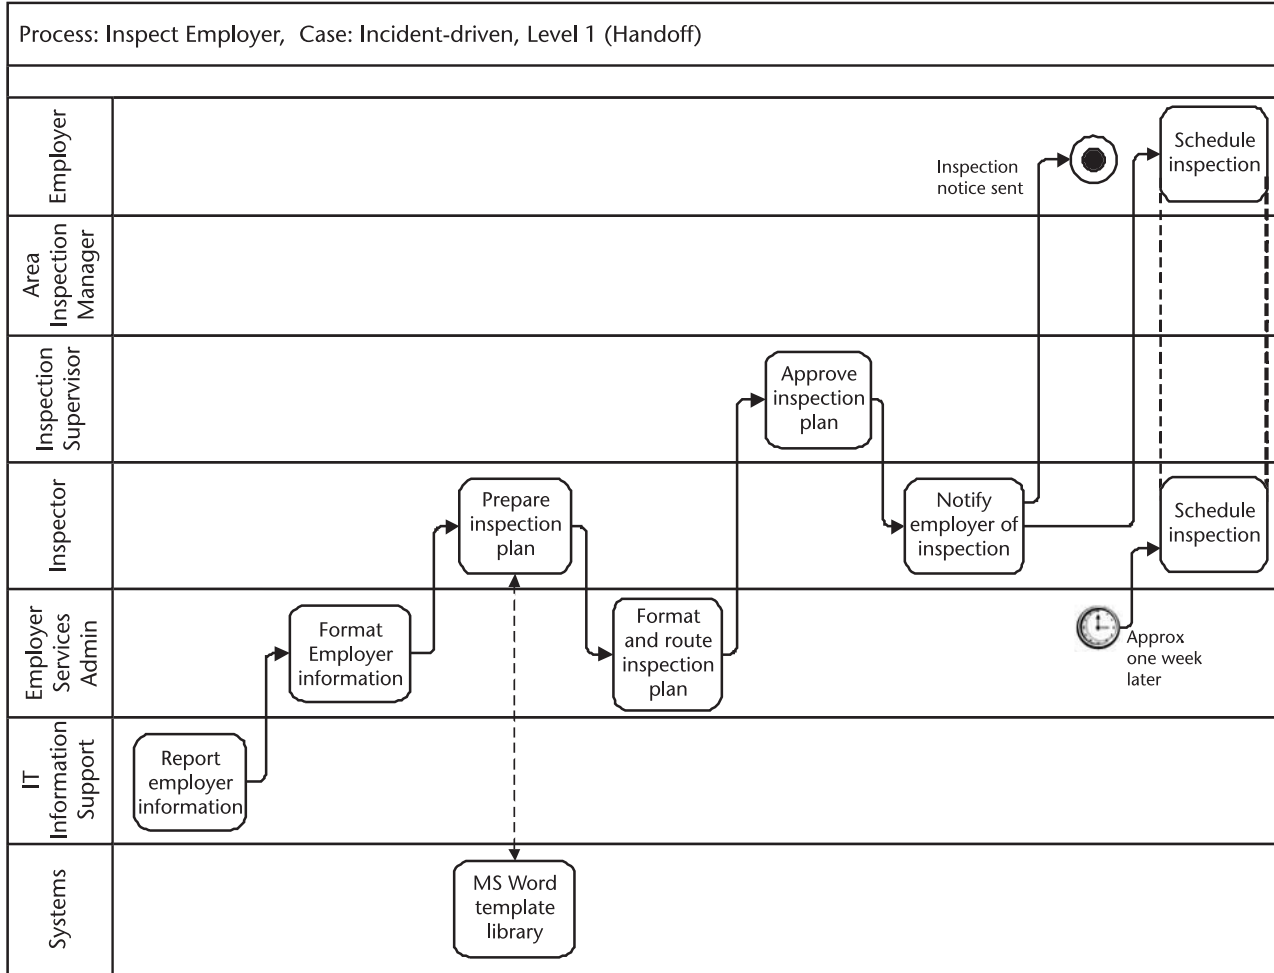 Process: Inspect Employer, Case: Incident-driven, Level 1 (Handoff)
Employer
Inspection
notice sent
Schedule
inspection
Area
Inspection
Manager
Inspection
Supervisor
Approve
inspection
plan
Inspector
Prepare
inspection
plan
Notify
employer of
inspection
Schedule
inspection
Employer
Services
Admin
Format
Employer
information
Format
and route
inspection
plan
Approx
one week
later
IT
Information
Support
Report
employer
information
Systems
MS Word
template
library